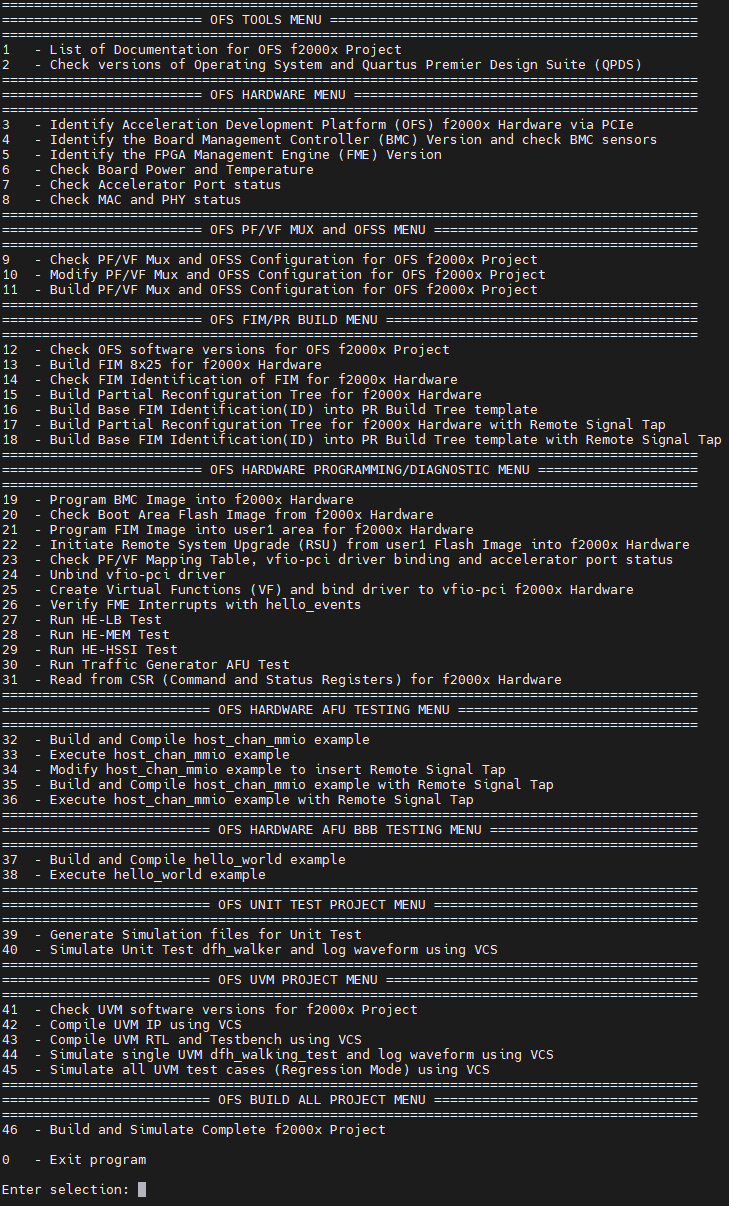 =======================================================================================
========================= OFS TOOLS MENU ==============================================
=======================================================================================
1   - List of Documentation for OFS f2000x Project
2   - Check versions of Operating System and Quartus Premier Design Suite (QPDS)
=======================================================================================
========================= OFS HARDWARE MENU ===========================================
=======================================================================================
3   - Identify Acceleration Development Platform (OFS) f2000x Hardware via PCIe
4   - Identify the Board Management Controller (BMC) Version and check BMC sensors
5   - Identify the FPGA Management Engine (FME) Version
6   - Check Board Power and Temperature
7   - Check Accelerator Port status
8   - Check MAC and PHY status
=======================================================================================
========================= OFS PF/VF MUX and OFSS MENU =================================
=======================================================================================
9   - Check PF/VF Mux and OFSS Configuration for OFS f2000x Project
10  - Modify PF/VF Mux and OFSS Configuration for OFS f2000x Project
11  - Build PF/VF Mux and OFSS Configuration for OFS f2000x Project
=======================================================================================
========================= OFS FIM/PR BUILD MENU =======================================
=======================================================================================
12  - Check OFS software versions for OFS f2000x Project
13  - Build FIM 8x25 for f2000x Hardware
14  - Check FIM Identification of FIM for f2000x Hardware
15  - Build Partial Reconfiguration Tree for f2000x Hardware
16  - Build Base FIM Identification(ID) into PR Build Tree template
17  - Build Partial Reconfiguration Tree for f2000x Hardware with Remote Signal Tap
18  - Build Base FIM Identification(ID) into PR Build Tree template with Remote Signal Tap
=======================================================================================
========================= OFS HARDWARE PROGRAMMING/DIAGNOSTIC MENU ====================
=======================================================================================
19  - Program BMC Image into f2000x Hardware
20  - Check Boot Area Flash Image from f2000x Hardware
21  - Program FIM Image into user1 area for f2000x Hardware
22  - Initiate Remote System Upgrade (RSU) from user1 Flash Image into f2000x Hardware
23  - Check PF/VF Mapping Table, vfio-pci driver binding and accelerator port status
24  - Unbind vfio-pci driver
25  - Create Virtual Functions (VF) and bind driver to vfio-pci f2000x Hardware
26  - Verify FME Interrupts with hello_events
27  - Run HE-LB Test
28  - Run HE-MEM Test
29  - Run HE-HSSI Test
30  - Run Traffic Generator AFU Test
31  - Read from CSR (Command and Status Registers) for f2000x Hardware
=======================================================================================
========================== OFS HARDWARE AFU TESTING MENU ==============================
=======================================================================================
32  - Build and Compile host_chan_mmio example
33  - Execute host_chan_mmio example
34  - Modify host_chan_mmio example to insert Remote Signal Tap
35  - Build and Compile host_chan_mmio example with Remote Signal Tap
36  - Execute host_chan_mmio example with Remote Signal Tap
=======================================================================================
========================== OFS HARDWARE AFU BBB TESTING MENU ==========================
=======================================================================================
37  - Build and Compile hello_world example
38  - Execute hello_world example
=======================================================================================
========================== OFS UNIT TEST PROJECT MENU =================================
=======================================================================================
39  - Generate Simulation files for Unit Test
40  - Simulate Unit Test dfh_walker and log waveform using VCS
=======================================================================================
========================== OFS UVM PROJECT MENU =======================================
=======================================================================================
41  - Check UVM software versions for f2000x Project
42  - Compile UVM IP using VCS
43  - Compile UVM RTL and Testbench using VCS
44  - Simulate single UVM dfh_walking_test and log waveform using VCS
45  - Simulate all UVM test cases (Regression Mode) using VCS
=======================================================================================
========================== OFS BUILD ALL PROJECT MENU =================================
=======================================================================================
46  - Build and Simulate Complete f2000x Project
0   - Exit program
Enter selection: